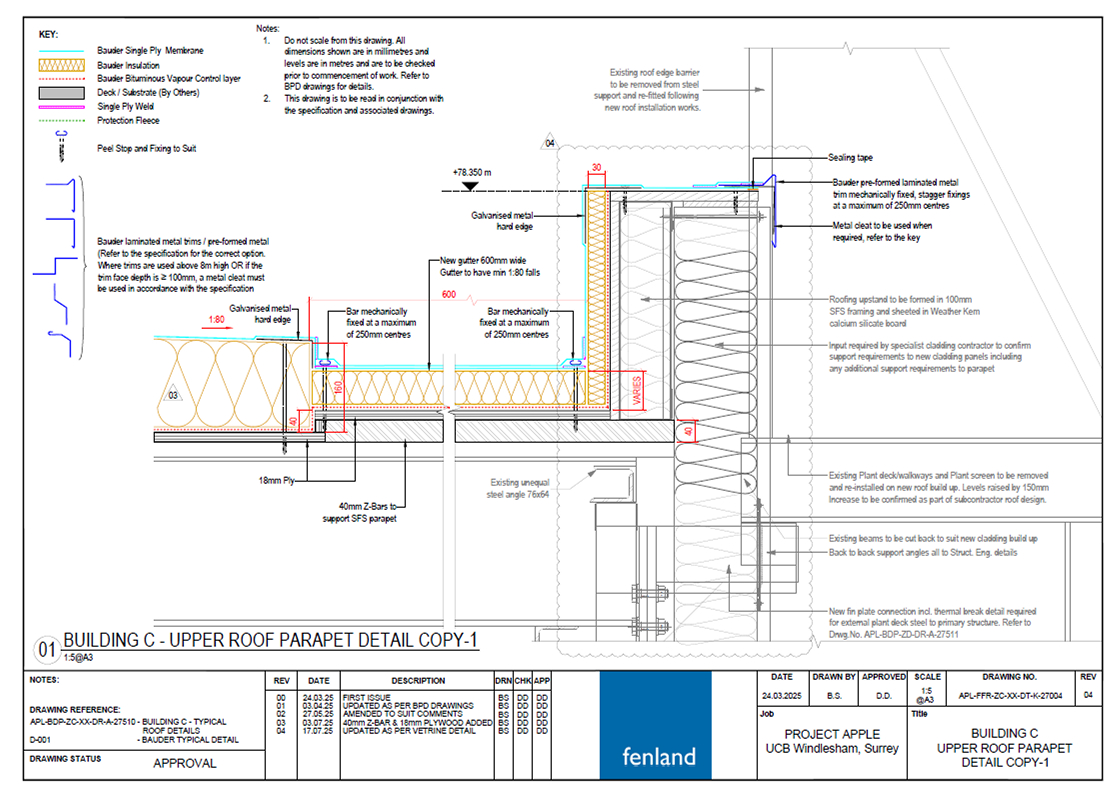 KEY:
Bauder Single Ply Membrane
Bauder Insulation
Bauder Bituminous Vapour Control layer
Deck / Substrate (By Others)
Single Ply Weld
Protection Fleece
Peel Stop and Fixing to Suit
Bauder laminated metal trims / pre-formed metal
(Refer to the specification for the correct option.
Where trims are used above 8m high OR if the
trim face depth is ≥ 100mm, a metal cleat must
be used in accordance with the specification
Notes:
1. Do not scale from this drawing. All
dimensions shown are in millimetres and
levels are in metres and are to be checked
prior to commencement of work. Refer to
BPD drawings for details.
2. This drawing is to be read in conjunction with
the specification and associated drawings.
Existing roof edge barrier
to be removed from steel
support and re-fitted following
new roof installation works.
04
30
+78.350 m
Sealing tape
Bauder pre-formed laminated metal
trim mechanically fixed, stagger fixings
at a maximum of 250mm centres
Metal cleat to be used when
required, refer to the key
Galvanised metal
hard edge
New gutter 600mm wide
Gutter to have min 1:80 falls
600
Galvanised metal
hard edge
1:80
Bar mechanically
fixed at a maximum
of 250mm centres
Bar mechanically
fixed at a maximum
of 250mm centres
Roofing upstand to be formed in 100mm
SFS framing and sheeted in Weather Kem
calcium silicate board
Input required by specialist cladding contractor to confirm
support requirements to new cladding panels including
any additional support requirements to parapet
03
160
40
VARIES
40
18mm Ply
40mm Z-Bars to
support SFS parapet
Existing unequal
steel angle 76x64
Existing Plant deck/walkways and Plant screen to be removed
and re-installed on new roof build up. Levels raised by 150mm
Increase to be confirmed as part of subcontractor roof design.
Existing beams to be cut back to suit new cladding build up
Back to back support angles all to Struct. Eng. details
New fin plate connection incl. thermal break detail required
for external plant deck steel to primary structure. Refer to
Drwg.No. APL-BDP-ZD-DR-A-27511
01 BUILDING C - UPPER ROOF PARAPET DETAIL COPY-1
1:5@A3
NOTES:
DRAWING REFERENCE:
APL-BDP-ZC-XX-DR-A-27510 - BUILDING C - TYPICAL
ROOF DETAILS
D-001 - BAUDER TYPICAL DETAIL
DRAWING STATUS APPROVAL
REV DATE DESCRIPTION DRN CHK APP
00 24.03.25 FIRST ISSUE BS DD DD
01 03.04.25 UPDATED AS PER BPD DRAWINGS BS DD DD
02 27.05.25 AMENDED TO SUIT COMMENTS BS DD DD
03 03.07.25 40mm Z-BAR & 18mm PLYWOOD ADDED BS DD DD
04 17.07.25 UPDATED AS PER VETRINE DETAIL BS DD DD
fenland
DATE DRAWN BY APPROVED SCALE DRAWING NO. REV
24.03.2025 B.S. D.D. 1:5 @A3 APL-FFR-ZC-XX-DT-K-27004 04
Job
PROJECT APPLE
UCB Windlesham, Surrey
Title
BUILDING C
UPPER ROOF PARAPET
DETAIL COPY-1